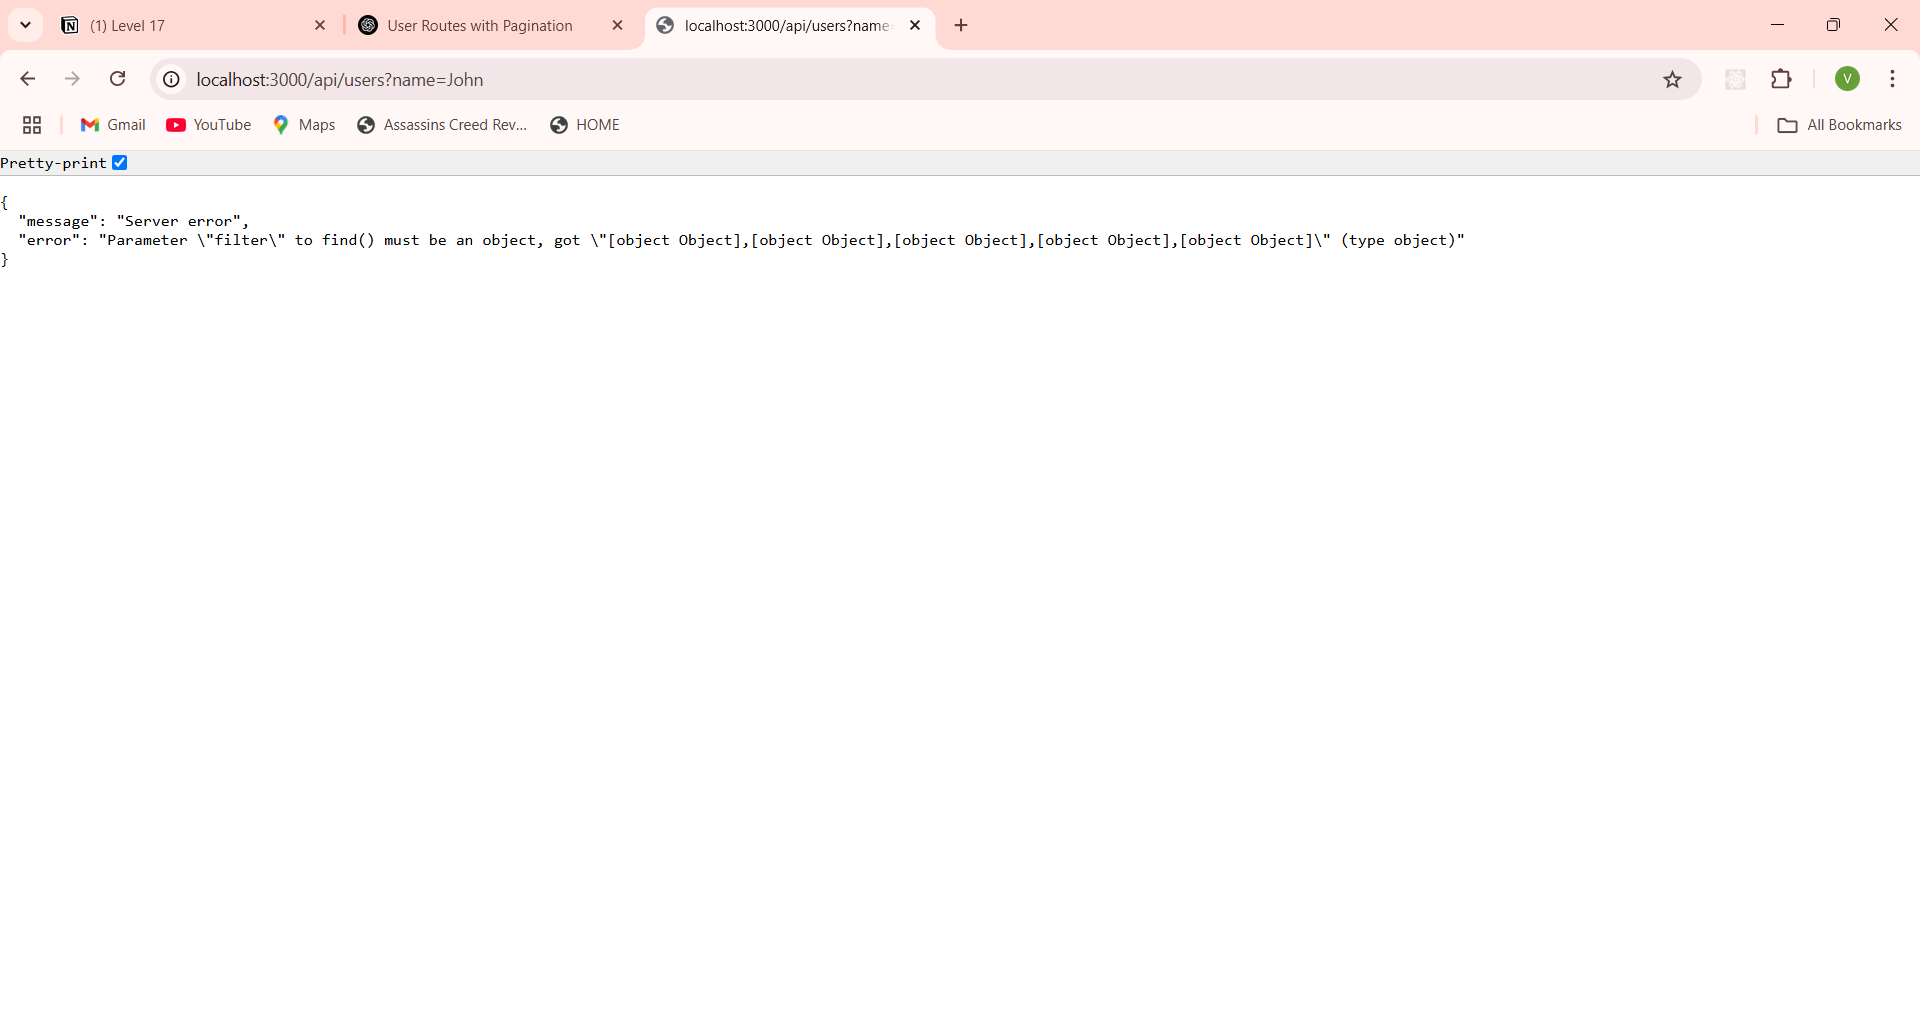 (1) Level 17
User Routes with Pagination
localhost:3000/api/users?name=
localhost:3000/api/users?name=John
V
Gmail
YouTube
Maps
Assassins Creed Rev...
HOME
All Bookmarks
Pretty-print
{
"message": "Server error",
"error": "Parameter \"filter\" to find() must be an object, got \"[object Object],[object Object],[object Object],[object Object],[object Object]\" (type object)"
}